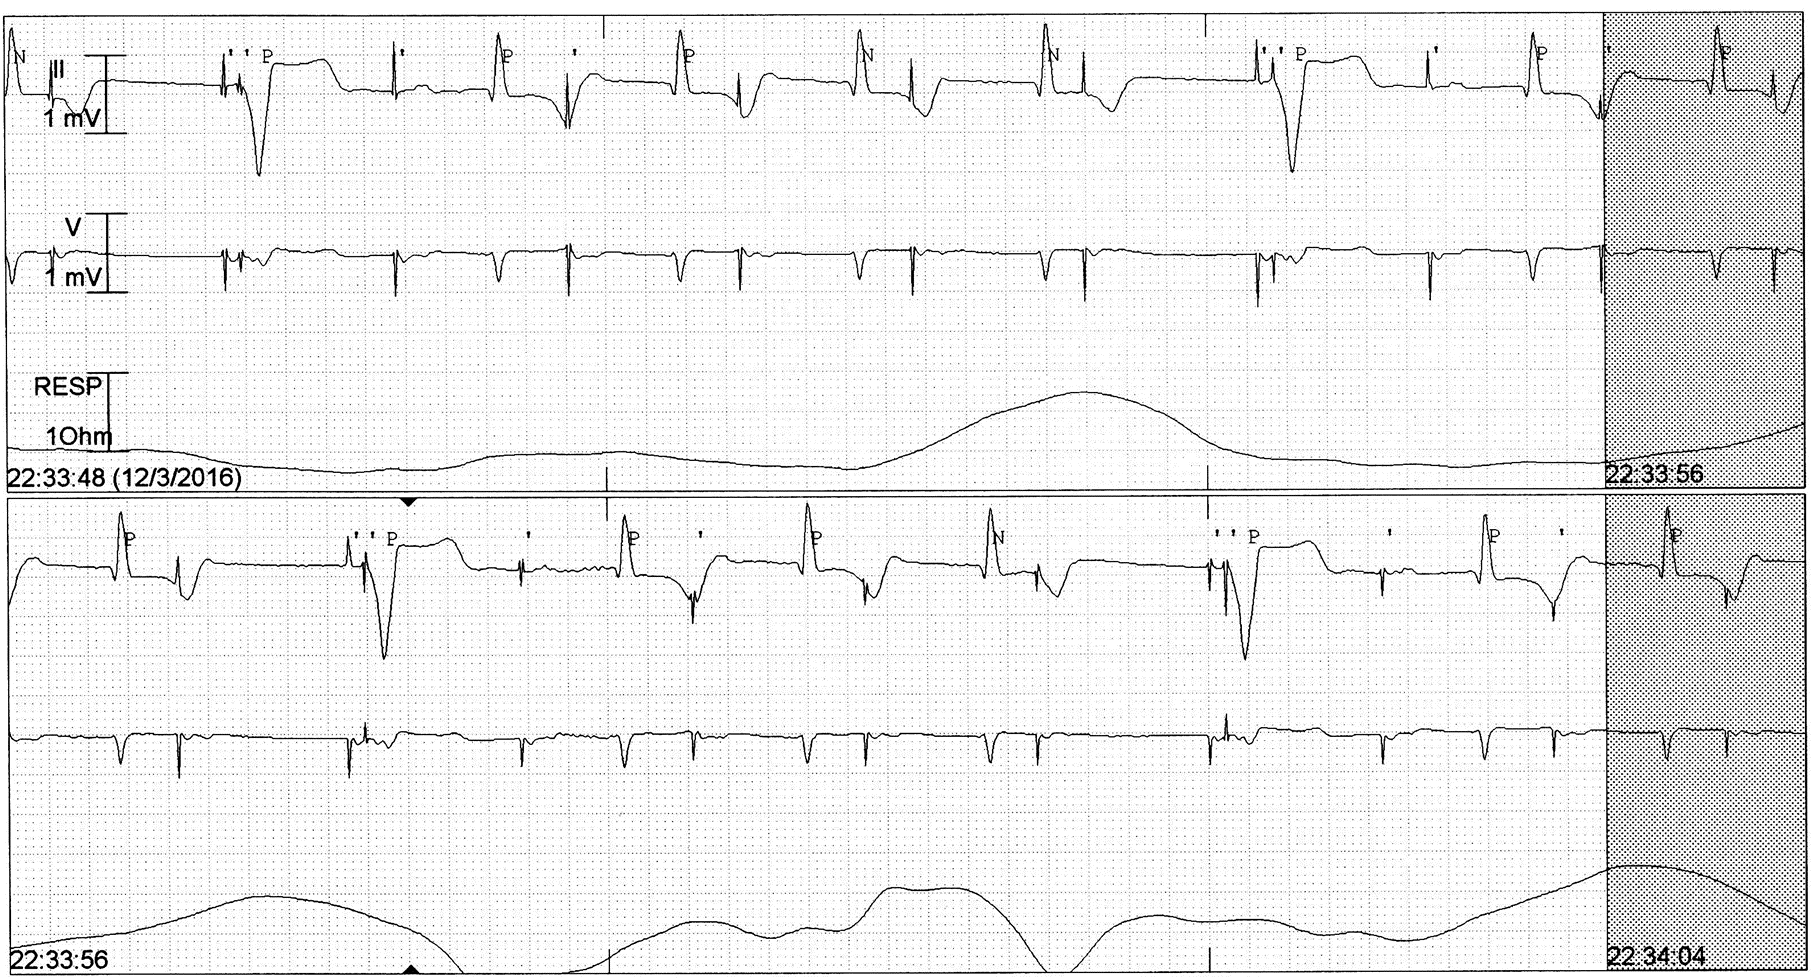 N ' ' P ' P ' P N N ' ' P ' P ' P
III
1 mV
V
1 mV
RESP
1Ohm
22:33:48 (12/3/2016) 22:33:56
P ' ' P ' P ' P N ' ' P ' P ' P
22:33:56 22:34:04